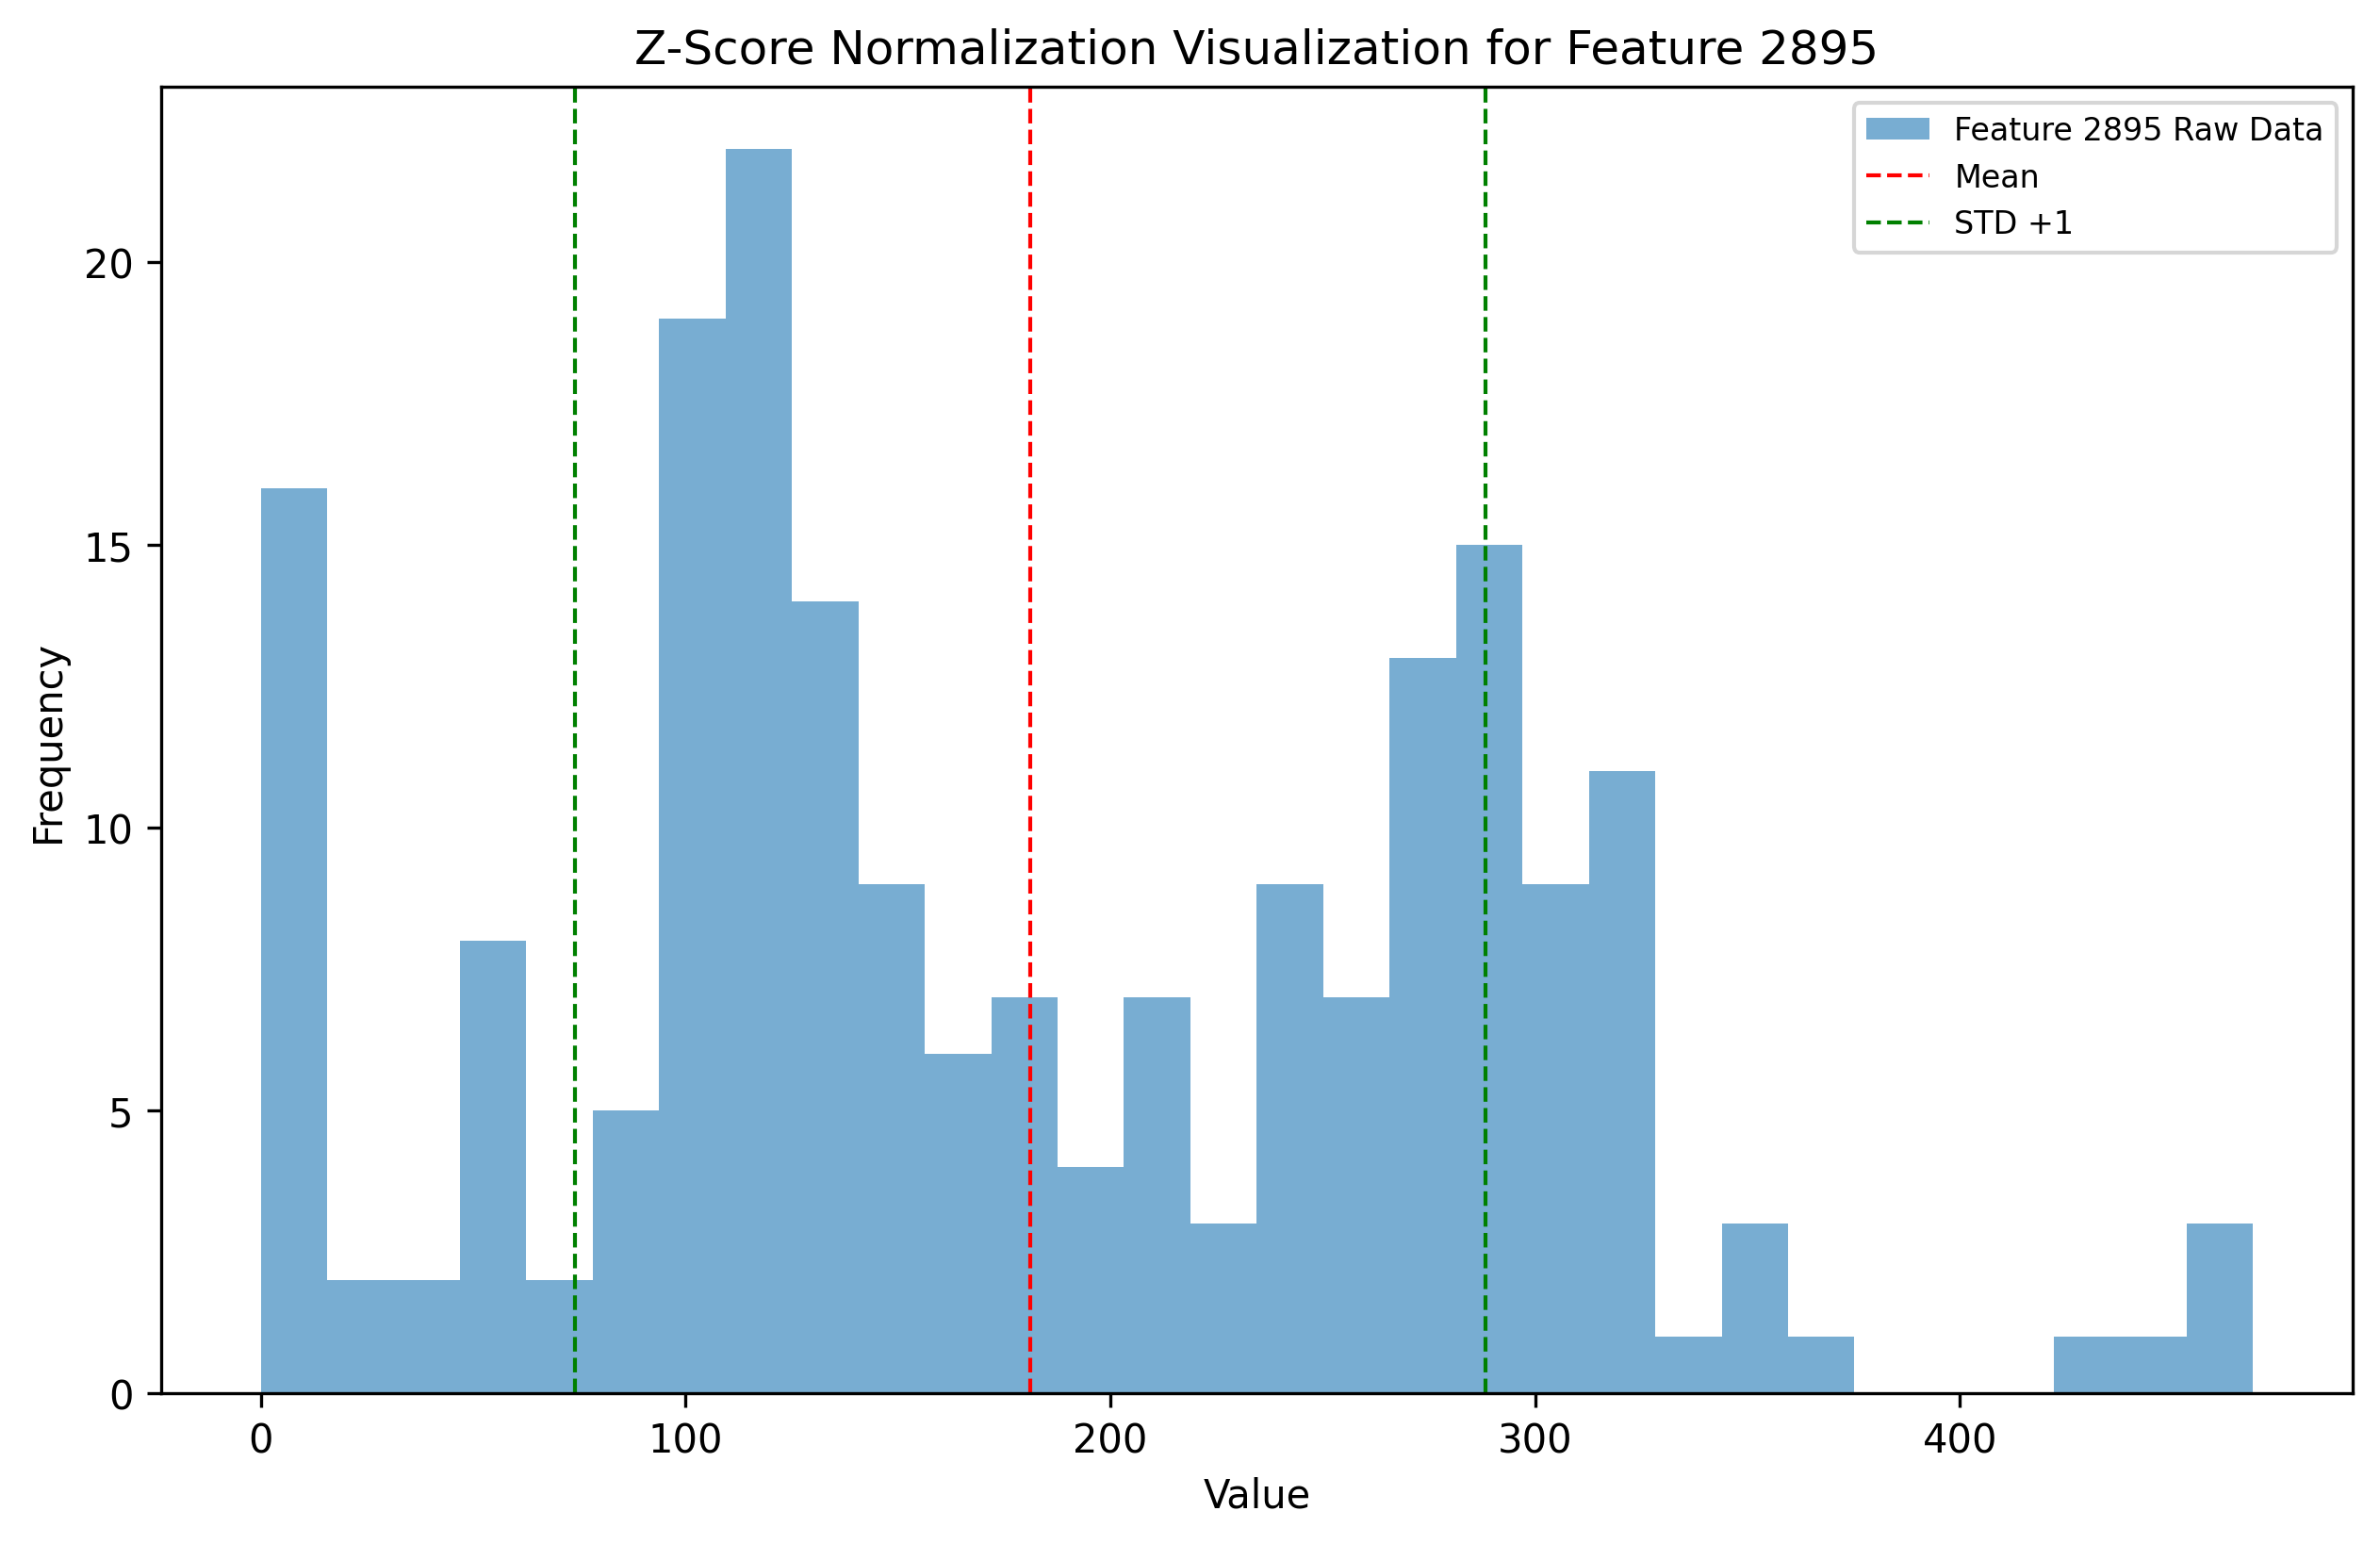 Z-Score Normalization Visualization for Feature 2895
Feature 2895 Raw Data
Mean
STD +1
20
15
10
5
0
Frequency
0 100 200 300 400
Value